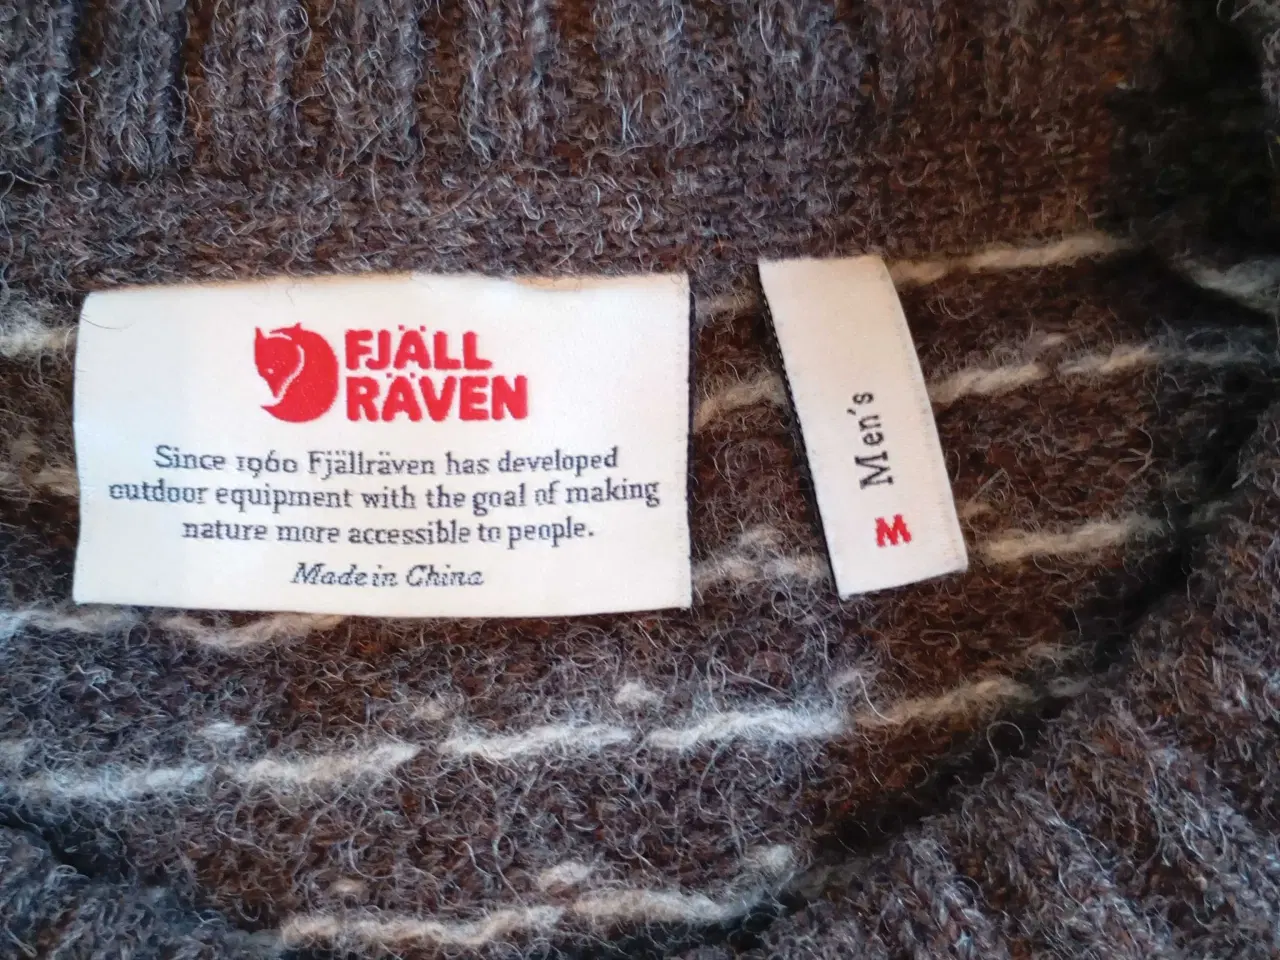 FJÄLL
RÄVEN
Since 1960 Fjällräven has developed
outdoor equipment with the goal of making
nature more accessible to people.
Made in China
Men's
M